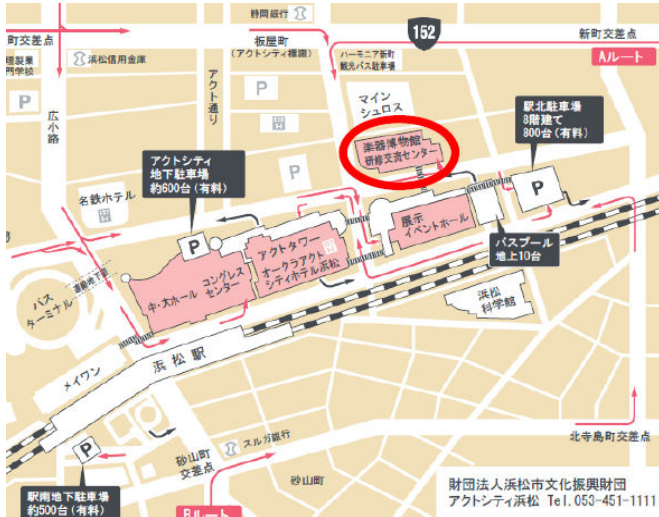 静岡銀行
152
町交差点
板屋町
(アクトシティ標識)
新町交差点
Aルート
浜松信用金庫
ハーモニア新町
観光バス駐車場
理製菓
門学校
P
アクト通り
P
マイン
シュロス
広小路
駅北駐車場
8階建て
800台(有料)
楽器博物館
研修交流センター
アクトシティ
地下駐車場
約600台(有料)
名鉄ホテル
P
P
展示
イベントホール
アクトタワー
オークラアクト
シティホテル浜松
コングレス
センター
中・大ホール
バスプール
地上10台
バス
ターミナル
浜松
科学館
浜松駅
メイワン
P
スルガ銀行
砂山町
交差点
北寺島町交差点
砂山町
駅南地下駐車場
約500台(有料)
Bルート
財団法人浜松市文化振興財団
アクトシティ浜松 Tel.053-451-1111